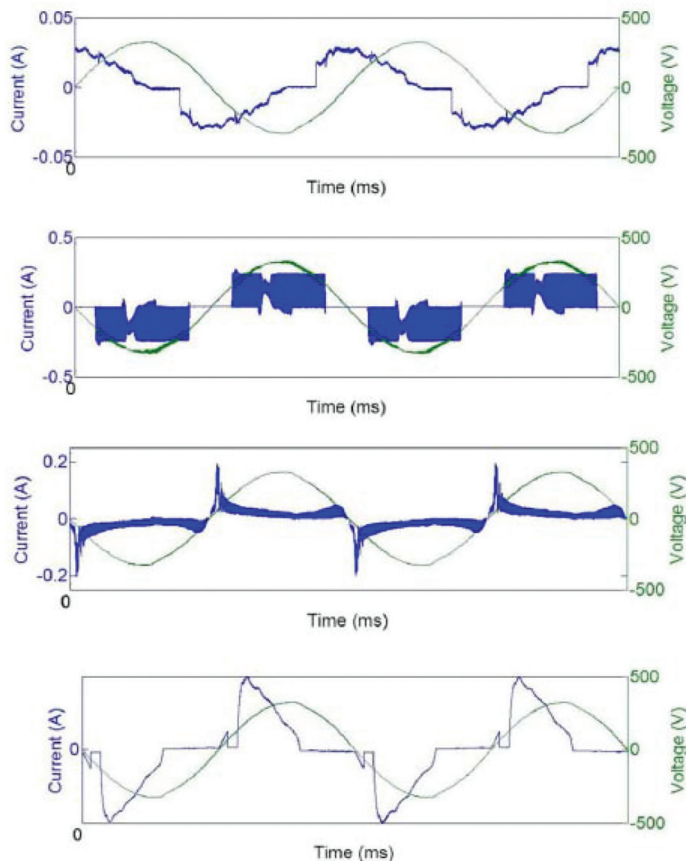 0.05
0
-0.05
Current (A)
500
0
-500
Voltage (V)
0
Time (ms)
0.5
0
-0.5
Current (A)
500
0
-500
Voltage (V)
0
Time (ms)
0.2
0
-0.2
Current (A)
500
0
-500
Voltage (V)
0
Time (ms)
0
Current (A)
500
0
-500
Voltage (V)
0
Time (ms)